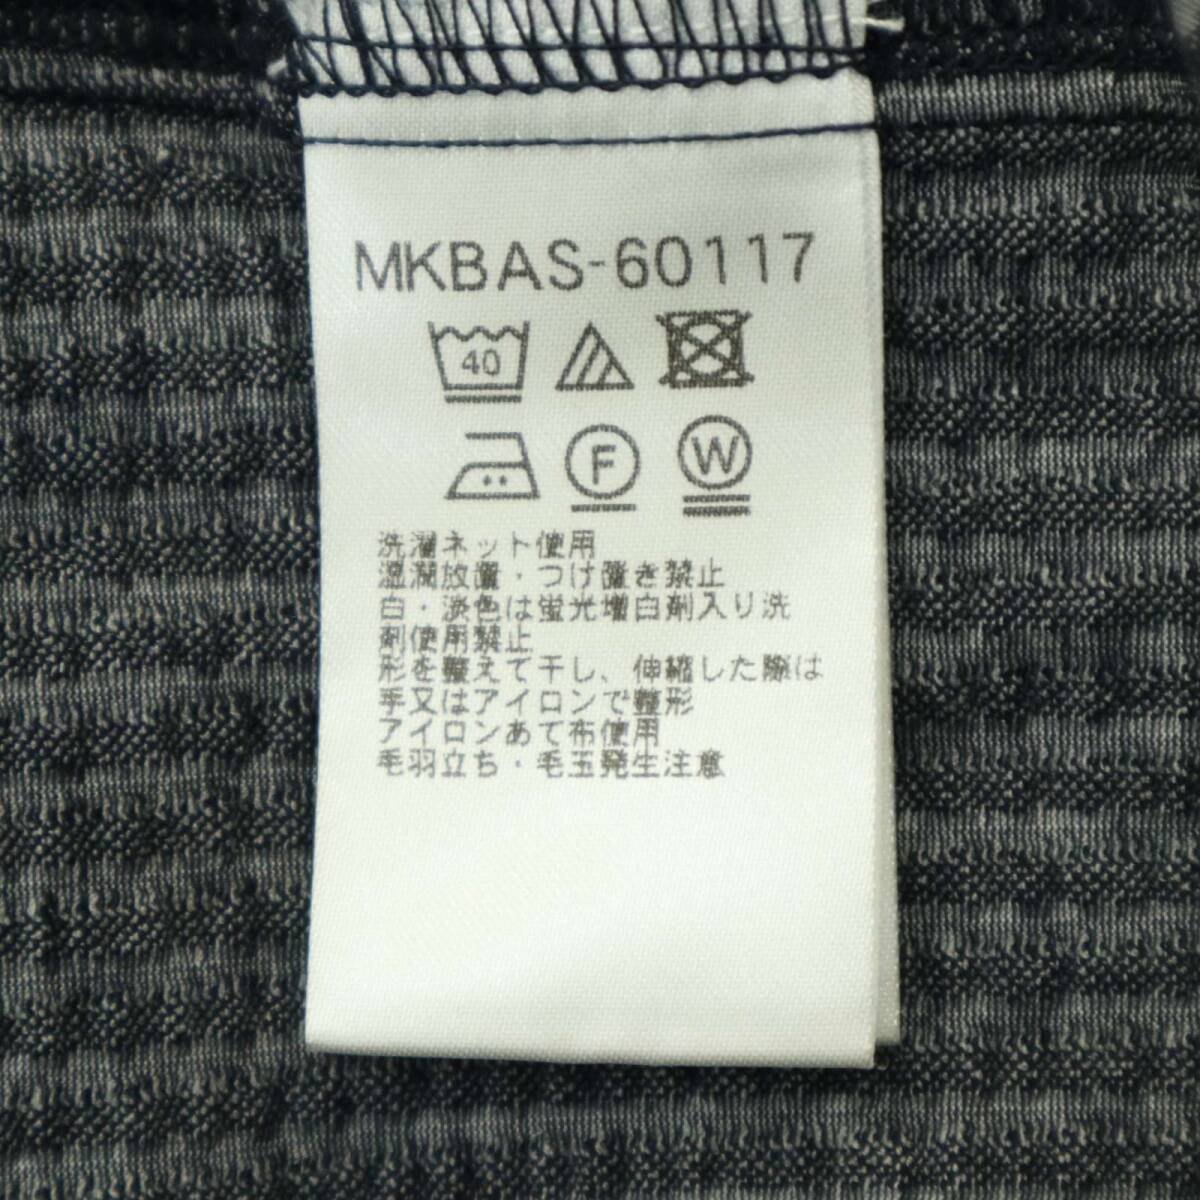 MKBAS-60117
40
F W
洗濯ネット使用
湿潤放置・つけ置き禁止
白・淡色は蛍光増白剤入り洗
剤使用禁止
形を整えて干し、伸縮した際は
手又はアイロンで整形
アイロンあて布使用
毛羽立ち・毛玉発生注意